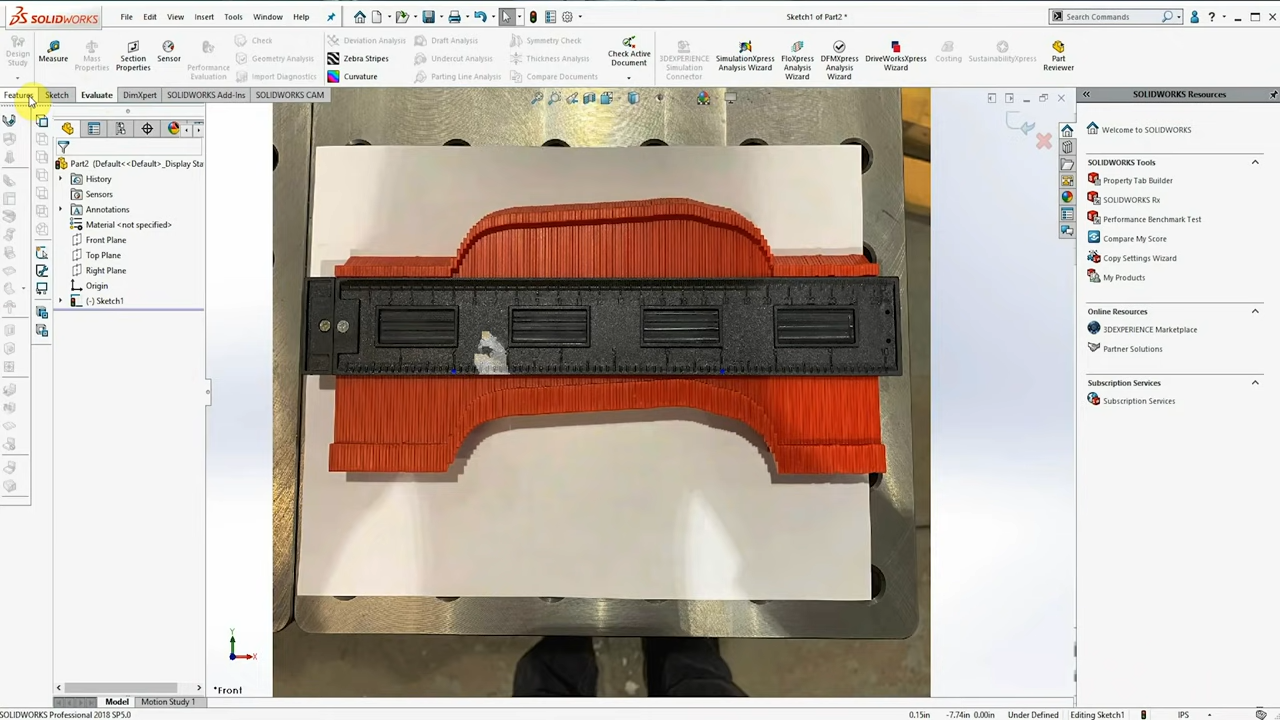 SOLIDWORKS
File Edit View Insert Tools Window Help
Sketch1 of Part2 *
Search Commands
Design Study
Measure
Mass Properties
Section Properties
Sensor
Performance Evaluation
Check
Geometry Analysis
Import Diagnostics
Deviation Analysis
Zebra Stripes
Curvature
Draft Analysis
Undercut Analysis
Parting Line Analysis
Symmetry Check
Thickness Analysis
Compare Documents
Check Active Document
3DEXPERIENCE Simulation Connector
SimulationXpress Analysis Wizard
FloXpress Analysis Wizard
DFMXpress Analysis Wizard
DriveWorksXpress Wizard
Costing
SustainabilityXpress
Part Reviewer
Features Sketch Evaluate DimXpert SOLIDWORKS Add-Ins SOLIDWORKS CAM
Part2 (Default<<Default>_Display Sta
History
Sensors
Annotations
Material <not specified>
Front Plane
Top Plane
Right Plane
Origin
(-) Sketch1
SOLIDWORKS Resources
Welcome to SOLIDWORKS
SOLIDWORKS Tools
Property Tab Builder
SOLIDWORKS Rx
Performance Benchmark Test
Compare My Score
Copy Settings Wizard
My Products
Online Resources
3DEXPERIENCE Marketplace
Partner Solutions
Subscription Services
Subscription Services
Y
X
*Front
Model Motion Study 1
SOLIDWORKS Professional 2018 SP5.0
0.15in -7.74in 0.00in Under Defined Editing Sketch1 IPS